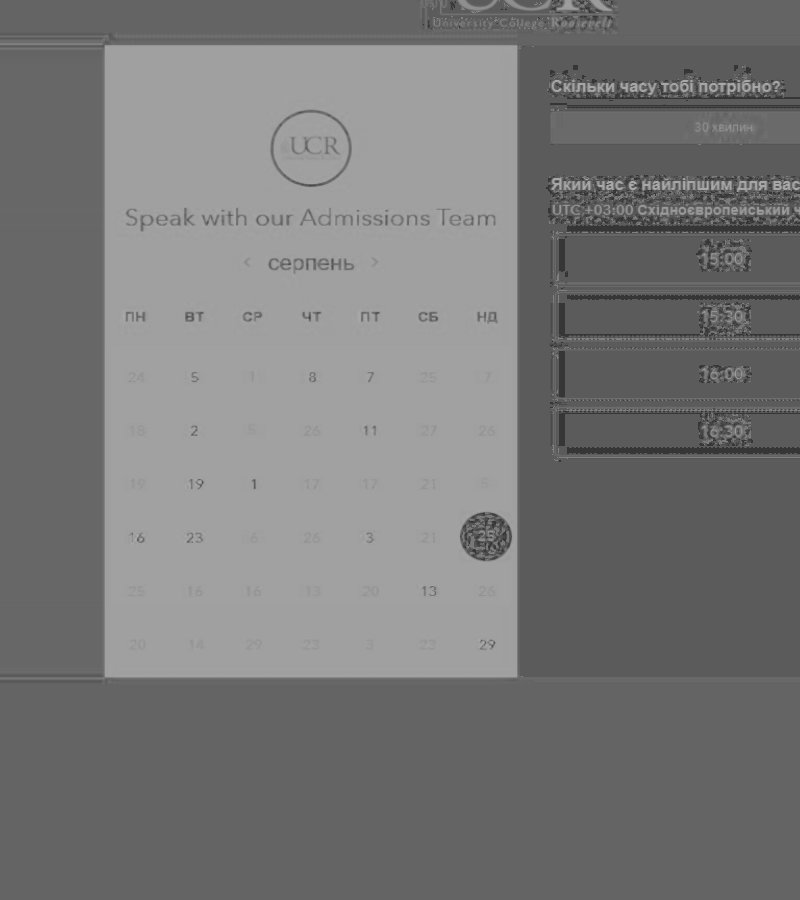 UCR
University College Roosevelt
UCR
Speak with our Admissions Team
< серпень >
ПН ВТ СР ЧТ ПТ СБ НД
24 5 1 8 7 25 7
18 2 5 26 11 27 26
19 19 1 17 17 21 5
16 23 6 26 3 21 25
25 16 16 13 20 13 26
20 14 29 23 3 23 29
Скільки часу тобі потрібно?
30 хвилин
Який час є найліпшим для вас
UTC +03:00 Східноєвропейський ч
15:00
15:30
16:00
16:30